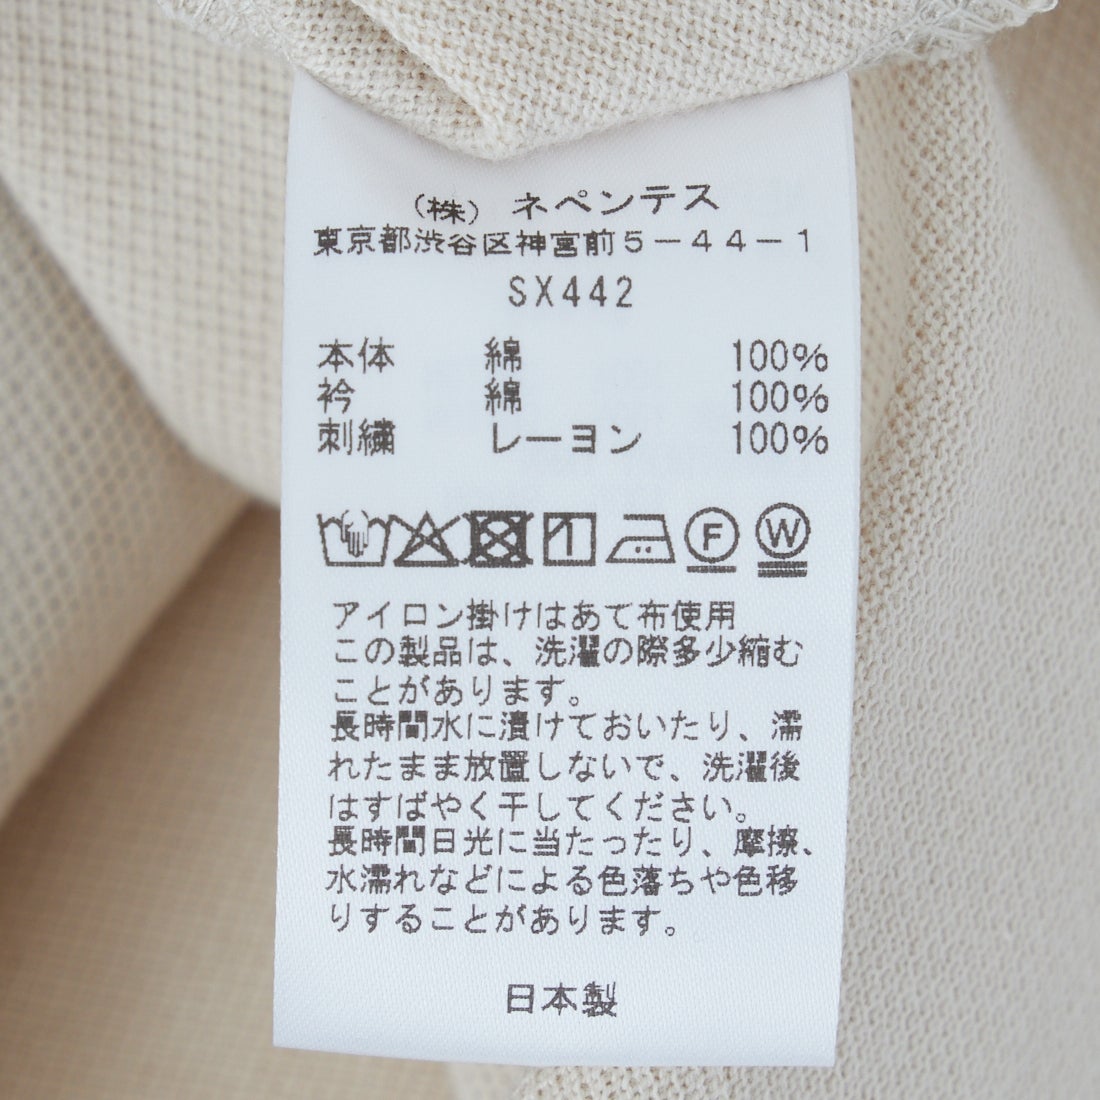 （株）ネペンテス
東京都渋谷区神宮前5-44-1
SX442
本体 綿 100%
衿 綿 100%
刺繍 レーヨン 100%
F W
アイロン掛けはあて布使用
この製品は、洗濯の際多少縮む
ことがあります。
長時間水に漬けておいたり、濡
れたまま放置しないで、洗濯後
はすばやく干してください。
長時間日光に当たったり、摩擦、
水濡れなどによる色落ちや色移
りすることがあります。
日本製